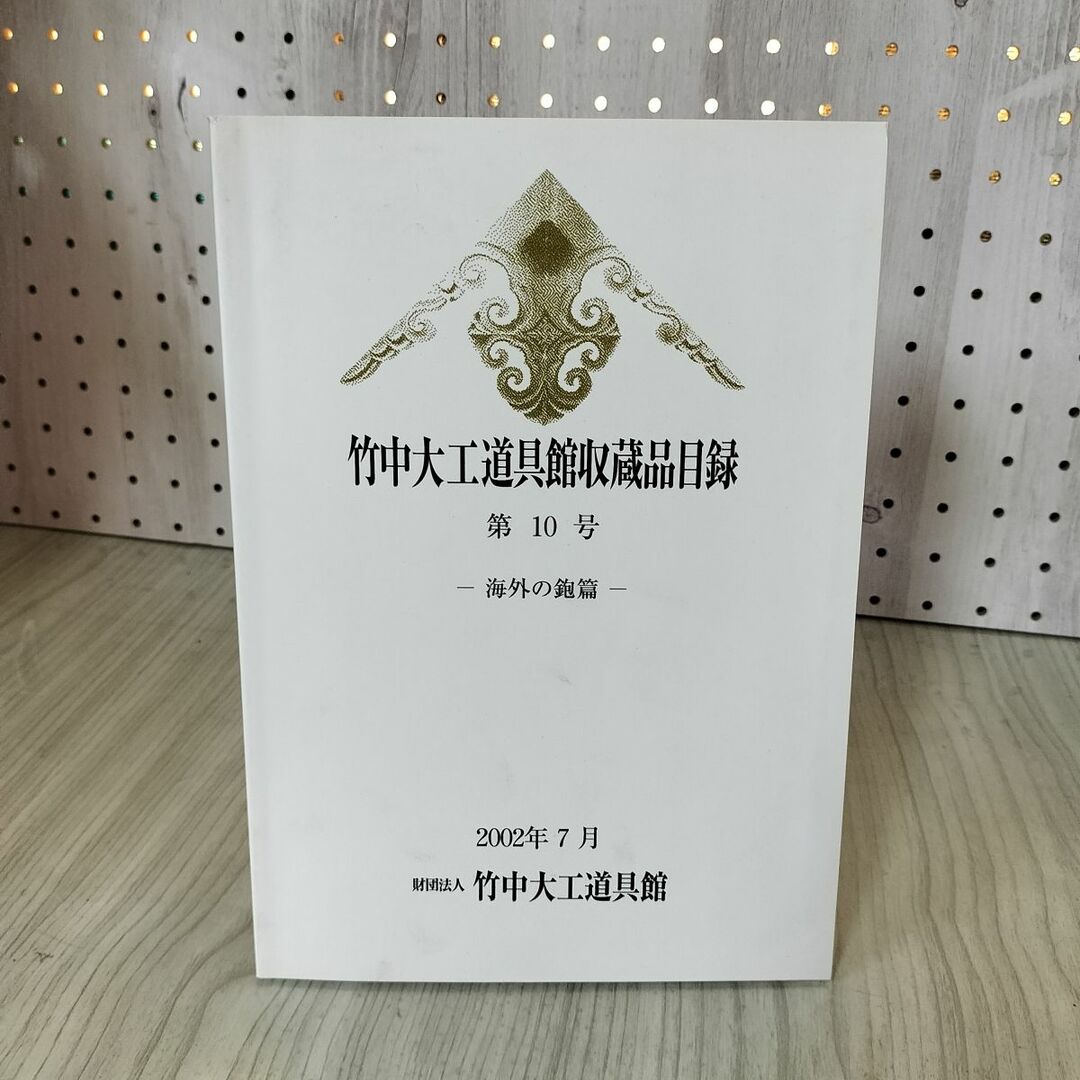 竹中大工道具館収蔵品目録
第 10 号
― 海外の鉋篇 ―
2002年 7 月
財団法人 竹中大工道具館